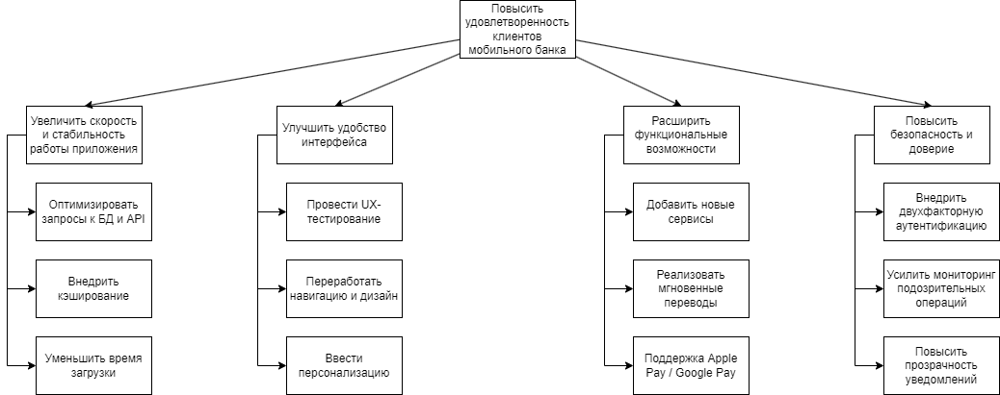 Повысить
удовлетворенность
клиентов
мобильного банка
Увеличить скорость
и стабильность
работы приложения
Оптимизировать
запросы к БД и API
Внедрить
кэширование
Уменьшить время
загрузки
Улучшить удобство
интерфейса
Провести UX-
тестирование
Переработать
навигацию и дизайн
Ввести
персонализацию
Расширить
функциональные
возможности
Добавить новые
сервисы
Реализовать
мгновенные
переводы
Поддержка Apple
Pay / Google Pay
Повысить
безопасность и
доверие
Внедрить
двухфакторную
аутентификацию
Усилить мониторинг
подозрительных
операций
Повысить
прозрачность
уведомлений